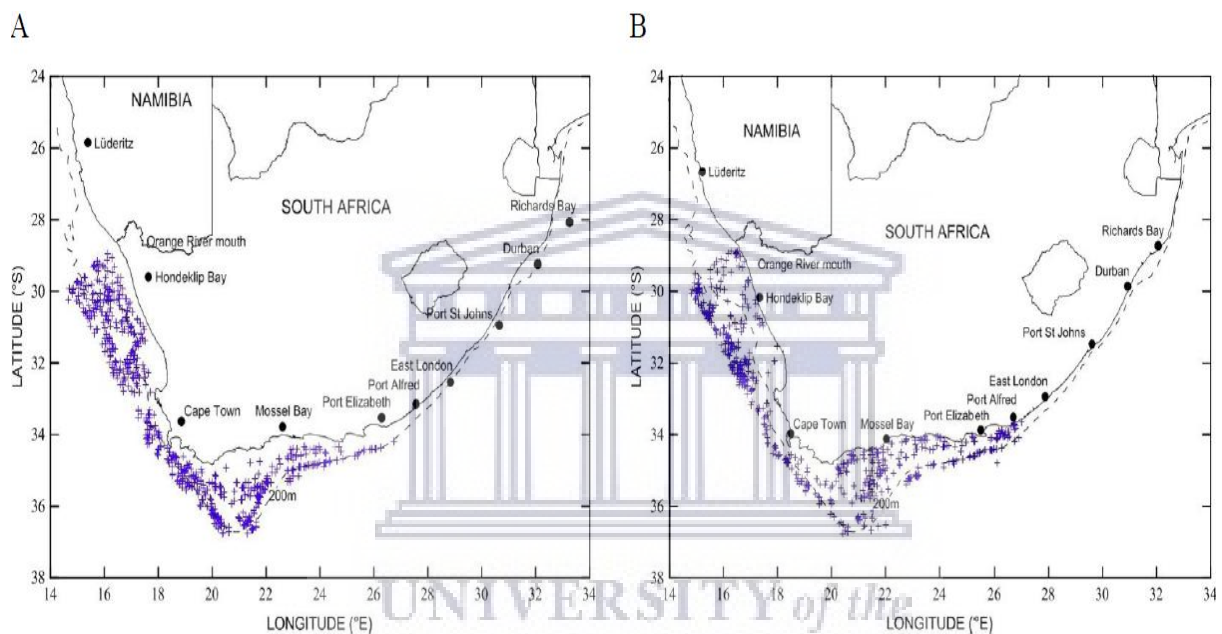 A
24
26
28
30
32
34
36
38
LATITUDE (°S)
NAMIBIA
Lüderitz
SOUTH AFRICA
Richards Bay
Orange River mouth
Durban
Hondeklip Bay
Port St Johns
East London
Port Alfred
Port Elizabeth
Cape Town
Mossel Bay
200m
14 16 18 20 22 24 26 28 30 32 34
LONGITUDE (°E)
B
24
26
28
30
32
34
36
38
LATITUDE (°S)
NAMIBIA
Lüderitz
SOUTH AFRICA
Richards Bay
Orange River mouth
Durban
Hondeklip Bay
Port St Johns
East London
Port Alfred
Port Elizabeth
Cape Town
Mossel Bay
200m
14 16 18 20 22 24 26 28 30 31 34
LONGITUDE (°E)
UNIVERSITY of the